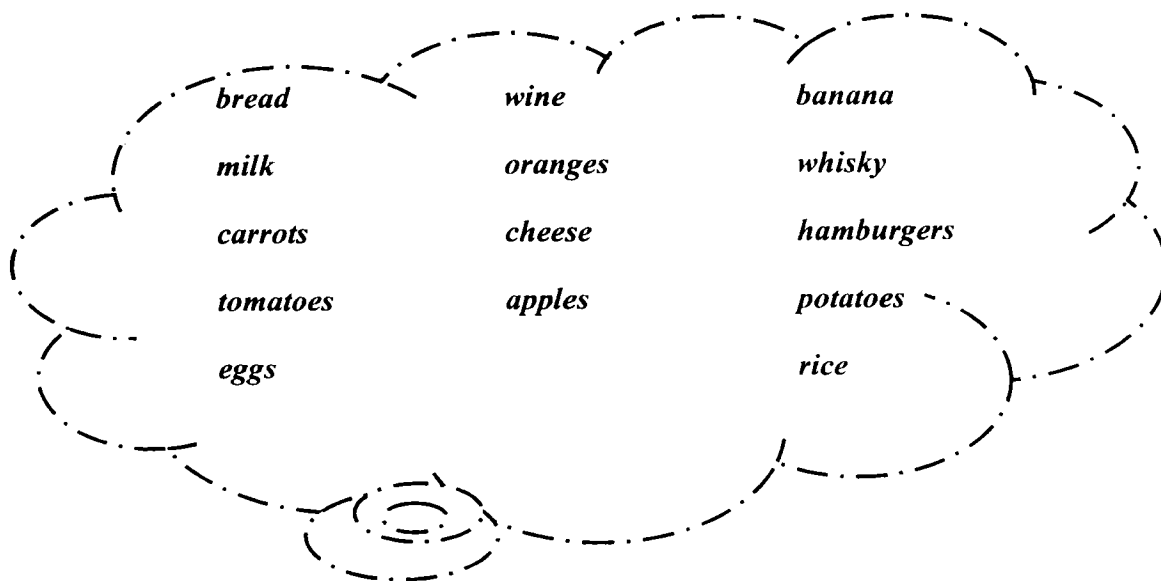 bread wine banana
milk oranges whisky
carrots cheese hamburgers
tomatoes apples potatoes
eggs rice